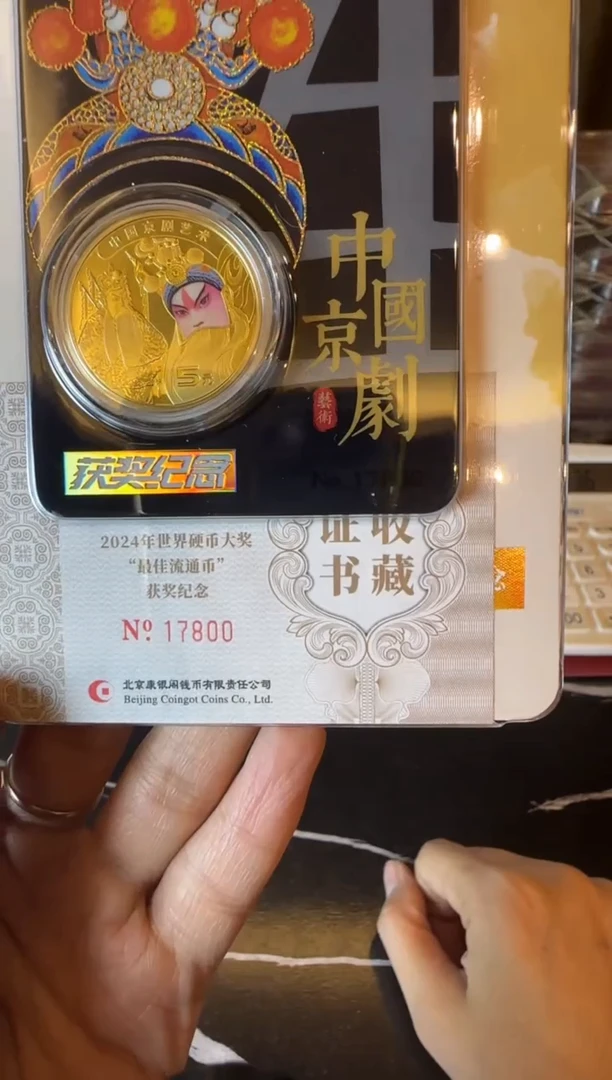 中国京剧艺术
5元
中國
京劇
藝術
获奖纪念
No 17800
证收
书藏
2024年世界硬币大奖
“最佳流通币”
获奖纪念
Nº 17800
北京康银阁钱币有限责任公司
Beijing Coingot Coins Co., Ltd.
念